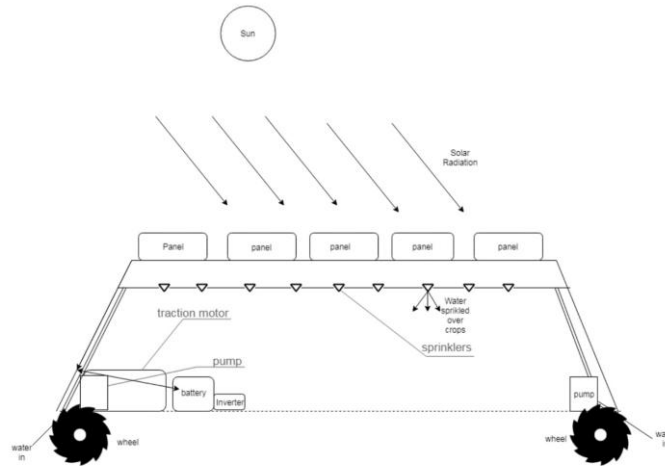 Sun
Solar
Radiation
Panel
panel
panel
panel
panel
traction motor
Water
sprikled
over
crops
sprinklers
pump
battery
Inverter
pump
water
in
wheel
wheel